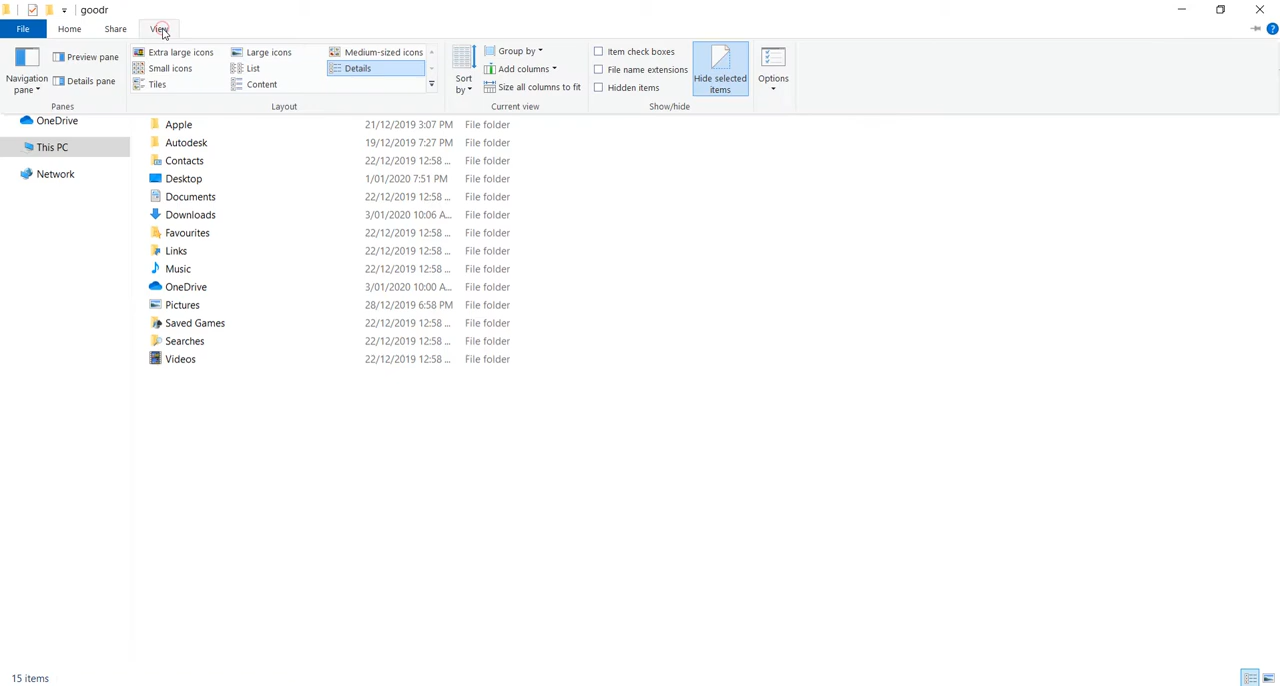 goodr
File Home Share View
Navigation pane
Preview pane
Details pane
Panes
Extra large icons Large icons Medium-sized icons
Small icons List Details
Tiles Content
Layout
Sort by
Group by
Add columns
Size all columns to fit
Current view
Item check boxes
File name extensions
Hidden items
Hide selected items
Show/hide
Options
OneDrive
This PC
Network
Apple 21/12/2019 3:07 PM File folder
Autodesk 19/12/2019 7:27 PM File folder
Contacts 22/12/2019 12:58 ... File folder
Desktop 1/01/2020 7:51 PM File folder
Documents 22/12/2019 12:58 ... File folder
Downloads 3/01/2020 10:06 A... File folder
Favourites 22/12/2019 12:58 ... File folder
Links 22/12/2019 12:58 ... File folder
Music 22/12/2019 12:58 ... File folder
OneDrive 3/01/2020 10:00 A... File folder
Pictures 28/12/2019 6:58 PM File folder
Saved Games 22/12/2019 12:58 ... File folder
Searches 22/12/2019 12:58 ... File folder
Videos 22/12/2019 12:58 ... File folder
15 items